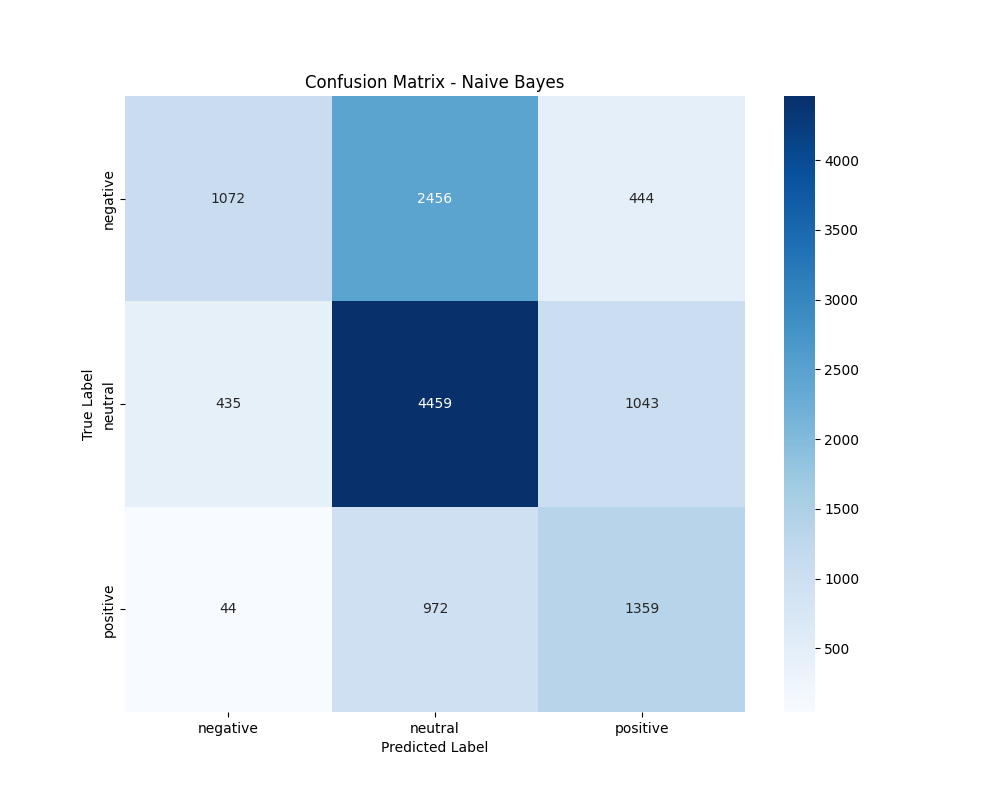 Confusion Matrix - Naive Bayes
True Label
negative
1072 2456 444
neutral
435 4459 1043
positive
44 972 1359
negative neutral positive
Predicted Label
4000
3500
3000
2500
2000
1500
1000
500